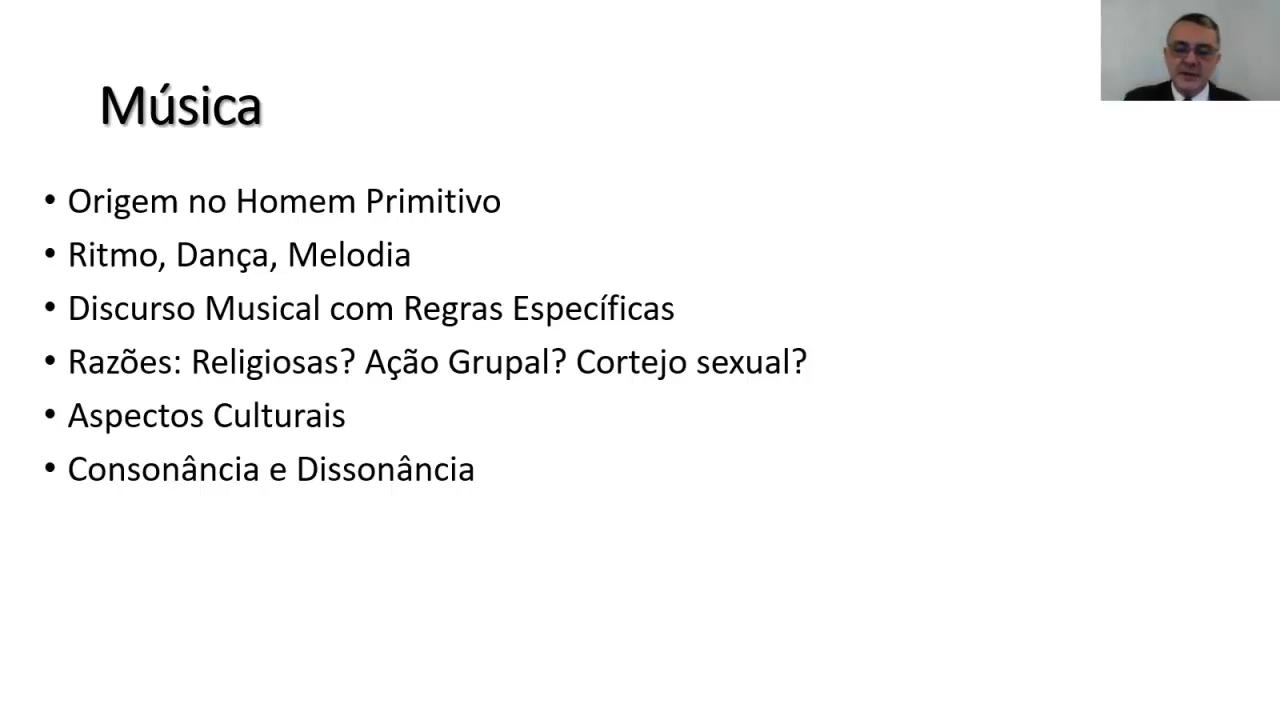 Música
• Origem no Homem Primitivo
• Ritmo, Dança, Melodia
• Discurso Musical com Regras Específicas
• Razões: Religiosas? Ação Grupal? Cortejo sexual?
• Aspectos Culturais
• Consonância e Dissonância